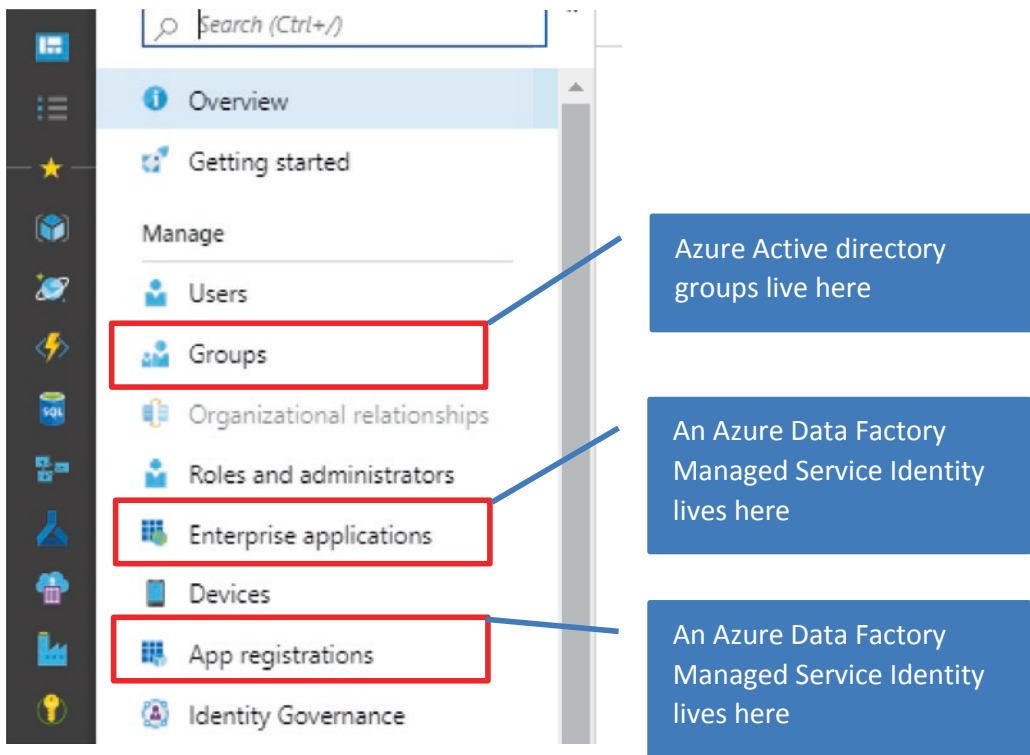 Search (Ctrl+/)
Overview
Getting started
Manage
Users
Groups
Organizational relationships
Roles and administrators
Enterprise applications
Devices
App registrations
Identity Governance
SQL
Azure Active directory
groups live here
An Azure Data Factory
Managed Service Identity
lives here
An Azure Data Factory
Managed Service Identity
lives here